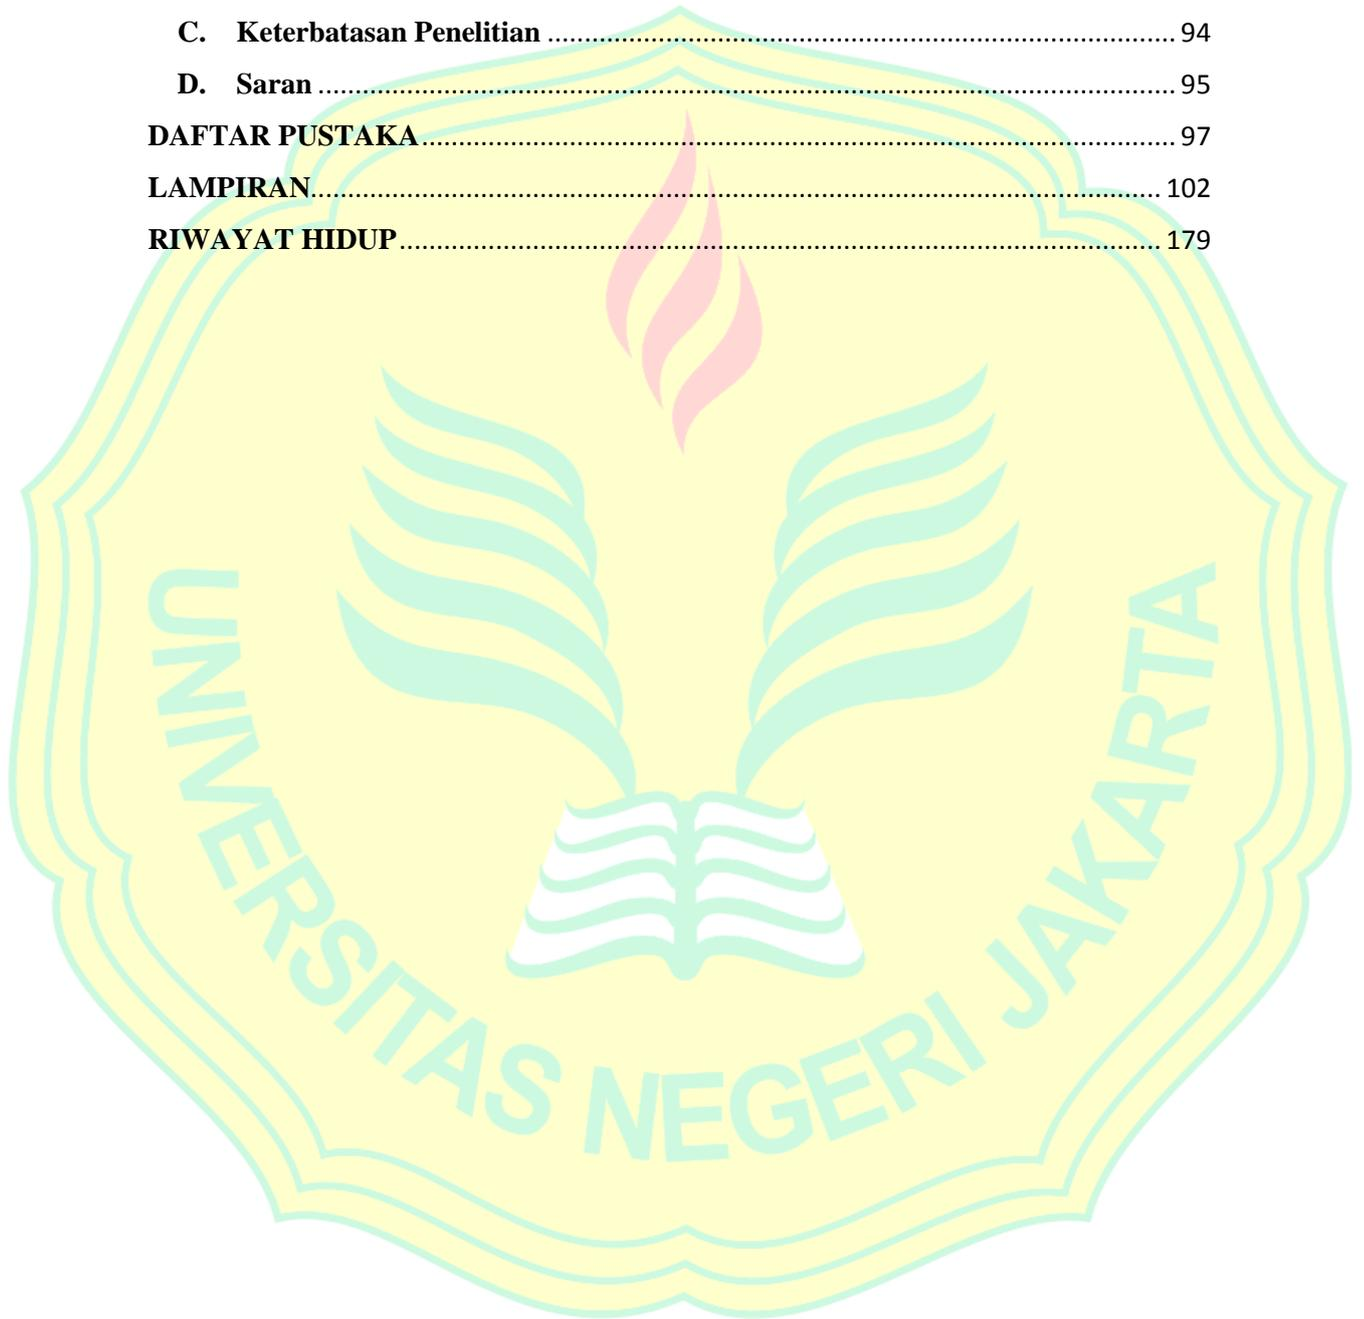 C. Keterbatasan Penelitian ........................................................................... 94
D. Saran ........................................................................... 95
DAFTAR PUSTAKA ........................................................................... 97
LAMPIRAN ........................................................................... 102
RIWAYAT HIDUP ........................................................................... 179
UNIVERSITAS NEGERI JAKARTA